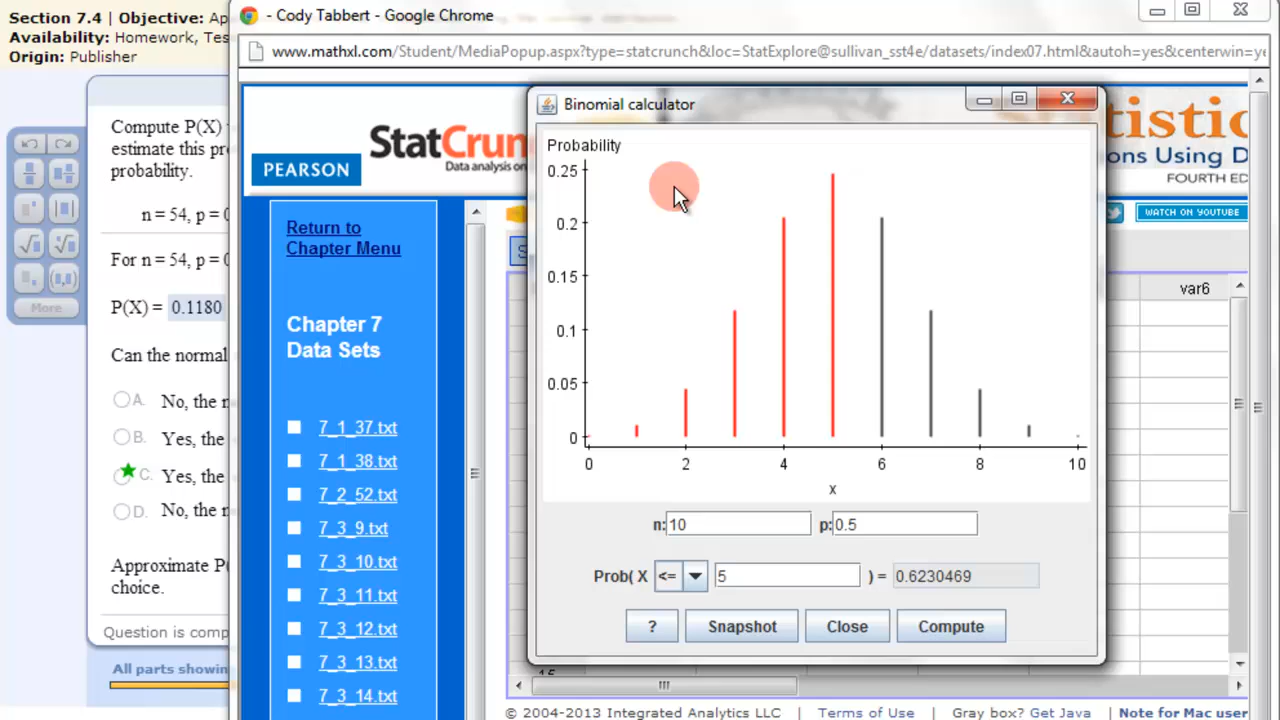 Section 7.4 | Objective: Ap
Availability: Homework, Tes
Origin: Publisher
- Cody Tabbert - Google Chrome
www.mathxl.com/Student/MediaPopup.aspx?type=statcrunch&loc=StatExplore@sullivan_sst4e/datasets/index07.html&autoh=yes&centerwin=ye
Compute P(X)
estimate this pro
probability.
n = 54, p = 0
For n = 54, p = 0
P(X) = 0.1180
Can the normal
A. No, the n
B. Yes, the
C. Yes, the
D. No, the n
Approximate P(
choice.
Question is comp
All parts showin
More
PEARSON
StatCrun
Data analysis on
tistic
ons Using D
FOURTH ED
WATCH ON YOUTUBE
Return to
Chapter Menu
Chapter 7
Data Sets
7_1_37.txt
7_1_38.txt
7_2_52.txt
7_3_9.txt
7_3_10.txt
7_3_11.txt
7_3_12.txt
7_3_13.txt
7_3_14.txt
Binomial calculator
Probability
0.25
0.2
0.15
0.1
0.05
0
0 2 4 6 8 10
x
n: 10 p: 0.5
Prob( X <= 5 ) = 0.6230469
? Snapshot Close Compute
var6
15
© 2004-2013 Integrated Analytics LLC | Terms of Use | Gray box? Get Java | Note for Mac user